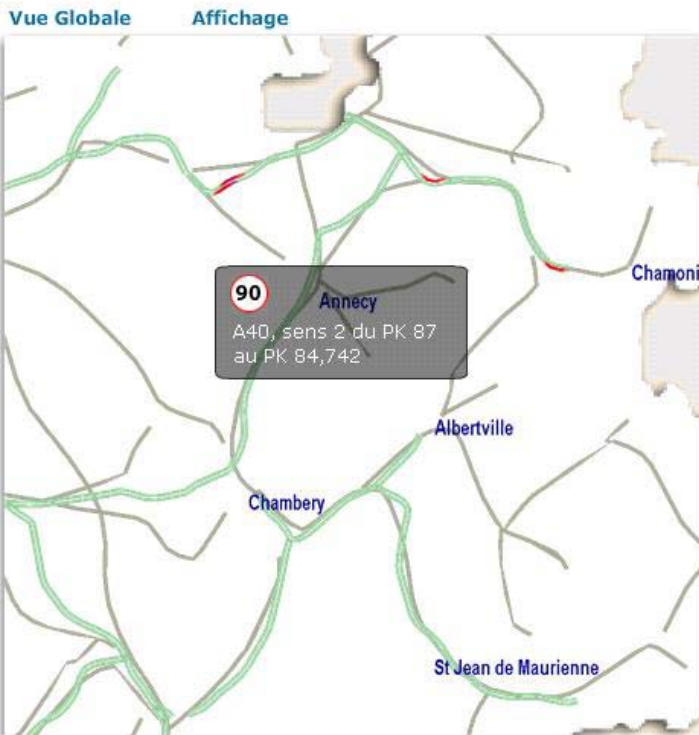 Vue Globale Affichage
Chamoni
90
Annecy
A40, sens 2 du PK 87
au PK 84,742
Albertville
Chambery
St Jean de Maurienne